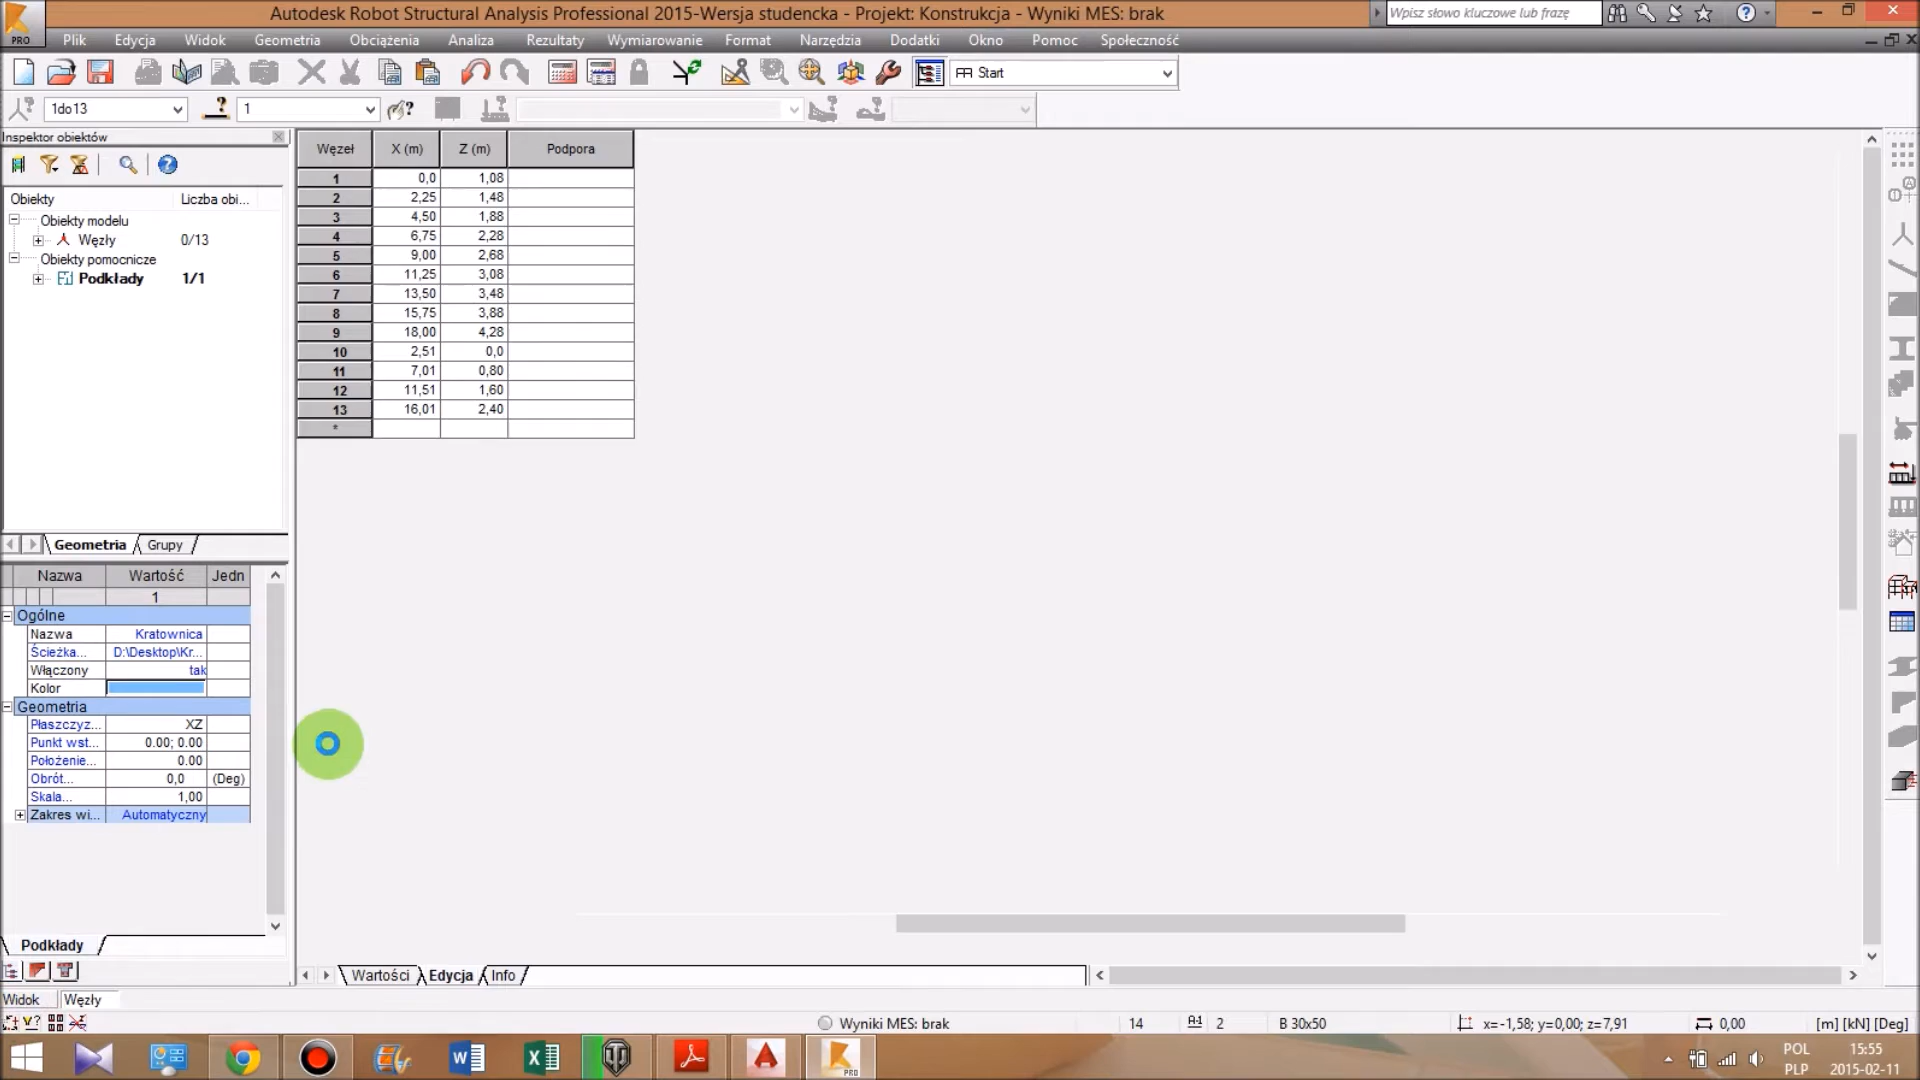 Autodesk Robot Structural Analysis Professional 2015-Wersja studencka - Projekt: Konstrukcja - Wyniki MES: brak
Wpisz słowo kluczowe lub frazę
PRO
Plik Edycja Widok Geometria Obciążenia Analiza Rezultaty Wymiarowanie Format Narzędzia Dodatki Okno Pomoc Społeczność
Start
1do13 1
Inspektor obiektów
Obiekty Liczba obi...
Obiekty modelu
Węzły 0/13
Obiekty pomocnicze
Podkłady 1/1
Geometria Grupy
Nazwa Wartość Jedn
1
Ogólne
Nazwa Kratownica
Ścieżka... D:\Desktop\Kr...
Włączony tak
Kolor
Geometria
Płaszczyz... XZ
Punkt wst... 0.00; 0.00
Położenie... 0.00
Obrót... 0,0 (Deg)
Skala... 1,00
Zakres wi... Automatyczny
Podkłady
Węzeł X (m) Z (m) Podpora
1 0,0 1,08
2 2,25 1,48
3 4,50 1,88
4 6,75 2,28
5 9,00 2,68
6 11,25 3,08
7 13,50 3,48
8 15,75 3,88
9 18,00 4,28
10 2,51 0,0
11 7,01 0,80
12 11,51 1,60
13 16,01 2,40
*
Wartości Edycja Info
Widok Węzły
Wyniki MES: brak 14 2 B 30x50 x=-1,58; y=0,00; z=7,91 0,00 [m] [kN] [Deg]
PRO
POL
PLP
15:55
2015-02-11